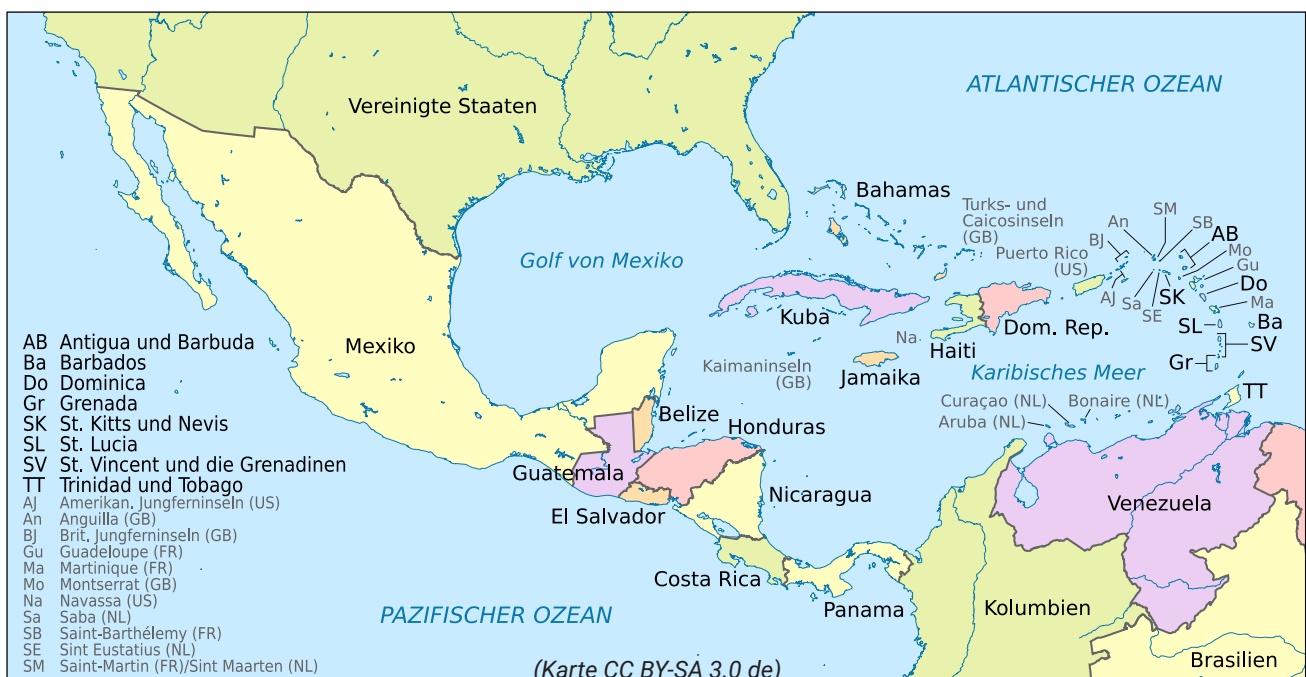 ATLANTISCHER OZEAN
Vereinigte Staaten
Bahamas
Turks- und
Caicosinseln
(GB)
An
SM
SB
AB
BJ
Mo
Puerto Rico
(US)
Gu
Golf von Mexiko
Do
AJ
Sa
SE
SK
Ma
Kuba
Na
Haiti
Dom. Rep.
SL
Ba
SV
Mexiko
Kaimaninseln
(GB)
Jamaika
Karibisches Meer
Gr
TT
Curaçao (NL)
Bonaire (NL)
Aruba (NL)
Belize
Honduras
Guatemala
Nicaragua
Venezuela
El Salvador
Costa Rica
Panama
Kolumbien
PAZIFISCHER OZEAN
Brasilien
(Karte CC BY-SA 3.0 de)
AB Antigua und Barbuda
Ba Barbados
Do Dominica
Gr Grenada
SK St. Kitts und Nevis
SL St. Lucia
SV St. Vincent und die Grenadinen
TT Trinidad und Tobago
AJ Amerikan. Jungferninseln (US)
An Anguilla (GB)
BJ Brit. Jungferninseln (GB)
Gu Guadeloupe (FR)
Ma Martinique (FR)
Mo Montserrat (GB)
Na Navassa (US)
Sa Saba (NL)
SB Saint-Barthélemy (FR)
SE Sint Eustatius (NL)
SM Saint-Martin (FR)/Sint Maarten (NL)